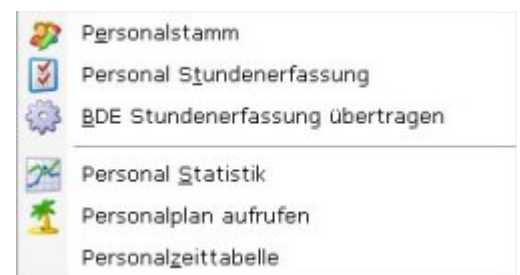 Personalstamm
Personal Stundenerfassung
BDE Stundenerfassung übertragen
Personal Statistik
Personalplan aufrufen
Personalzeittabelle